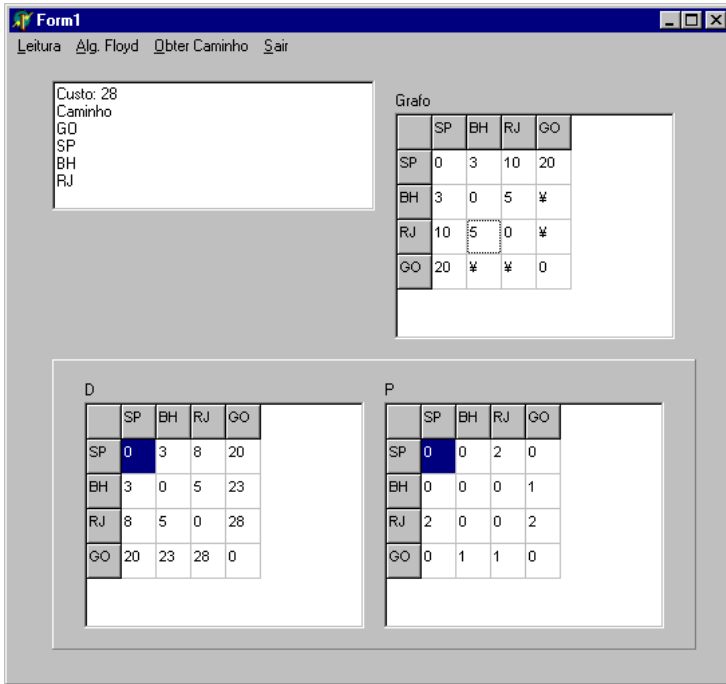 Form1
Leitura Alg. Floyd Obter Caminho Sair
Custo: 28
Caminho
GO
SP
BH
RJ
Grafo
SP BH RJ GO
SP 0 3 10 20
BH 3 0 5 ¥
RJ 10 5 0 ¥
GO 20 ¥ ¥ 0
D
SP BH RJ GO
SP 0 3 8 20
BH 3 0 5 23
RJ 8 5 0 28
GO 20 23 28 0
P
SP BH RJ GO
SP 0 0 2 0
BH 0 0 0 1
RJ 2 0 0 2
GO 0 1 1 0